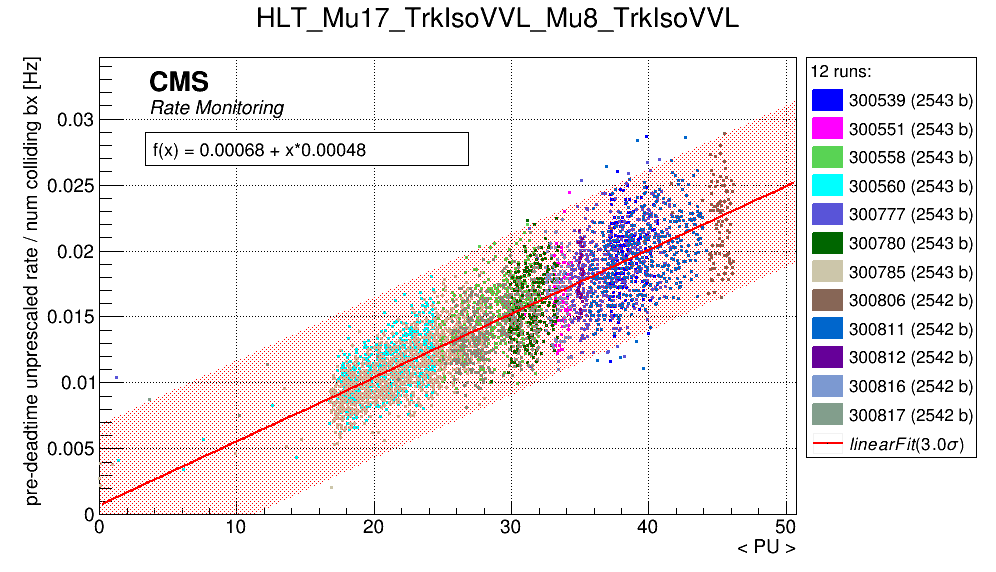 HLT_Mu17_TrkIsoVVL_Mu8_TrkIsoVVL
pre-deadtime unprescaled rate / num colliding bx [Hz]
CMS
Rate Monitoring
f(x) = 0.00068 + x*0.00048
0.03
0.025
0.02
0.015
0.01
0.005
0
0 10 20 30 40 50
< PU >
12 runs:
300539 (2543 b)
300551 (2543 b)
300558 (2543 b)
300560 (2543 b)
300777 (2543 b)
300780 (2543 b)
300785 (2543 b)
300806 (2542 b)
300811 (2542 b)
300812 (2542 b)
300816 (2542 b)
300817 (2542 b)
linearFit(3.0σ)